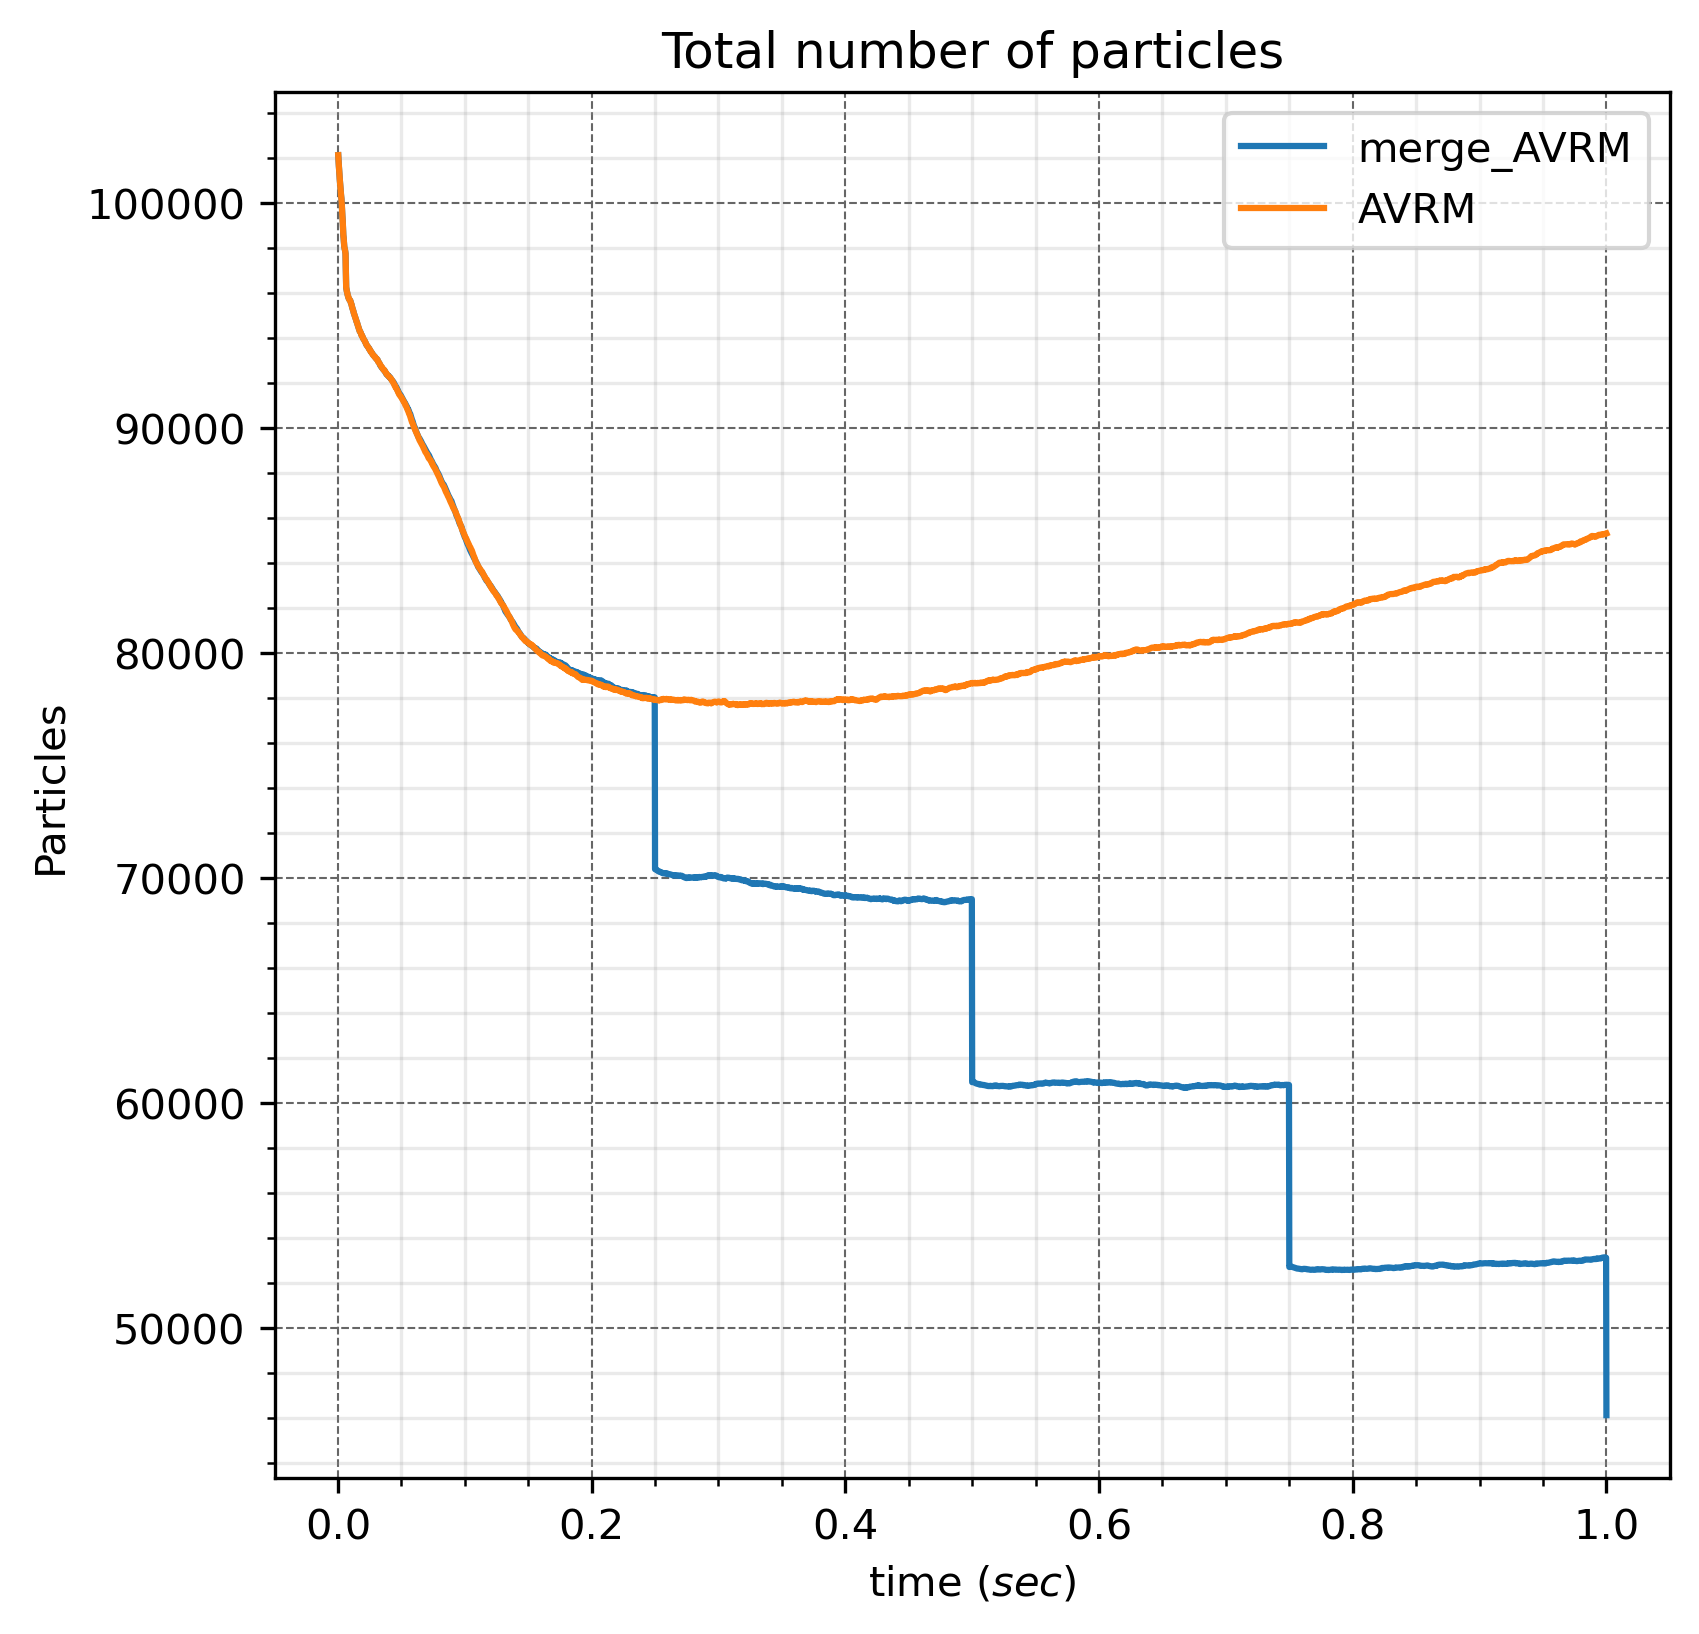 Total number of particles
merge_AVRM
AVRM
100000
90000
80000
70000
60000
50000
Particles
0.0 0.2 0.4 0.6 0.8 1.0
time (sec)